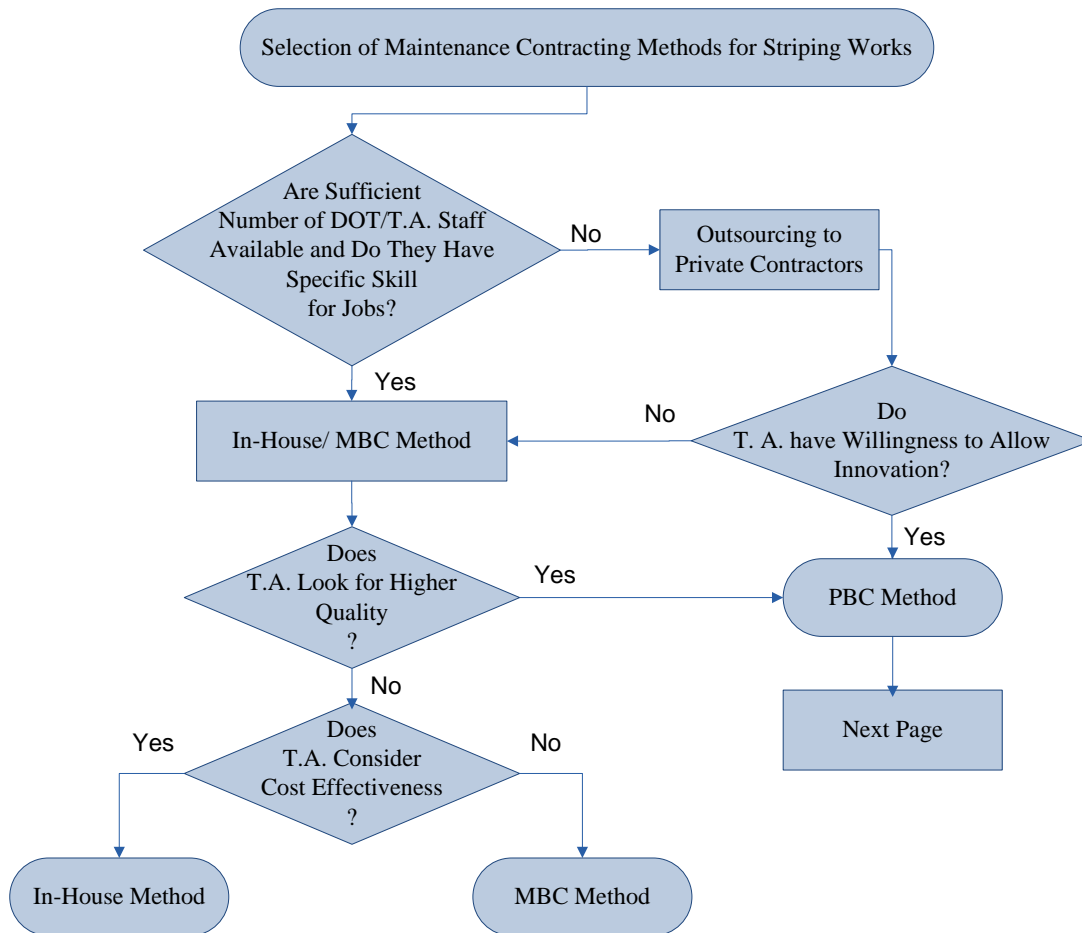 Selection of Maintenance Contracting Methods for Striping Works
Are Sufficient
Number of DOT/T.A. Staff
Available and Do They Have
Specific Skill
for Jobs?
No
Outsourcing to
Private Contractors
Yes
In-House/ MBC Method
No
Do
T. A. have Willingness to Allow
Innovation?
Yes
Does
T.A. Look for Higher
Quality
?
Yes
PBC Method
No
Next Page
Does
T.A. Consider
Cost Effectiveness
?
Yes
No
In-House Method
MBC Method